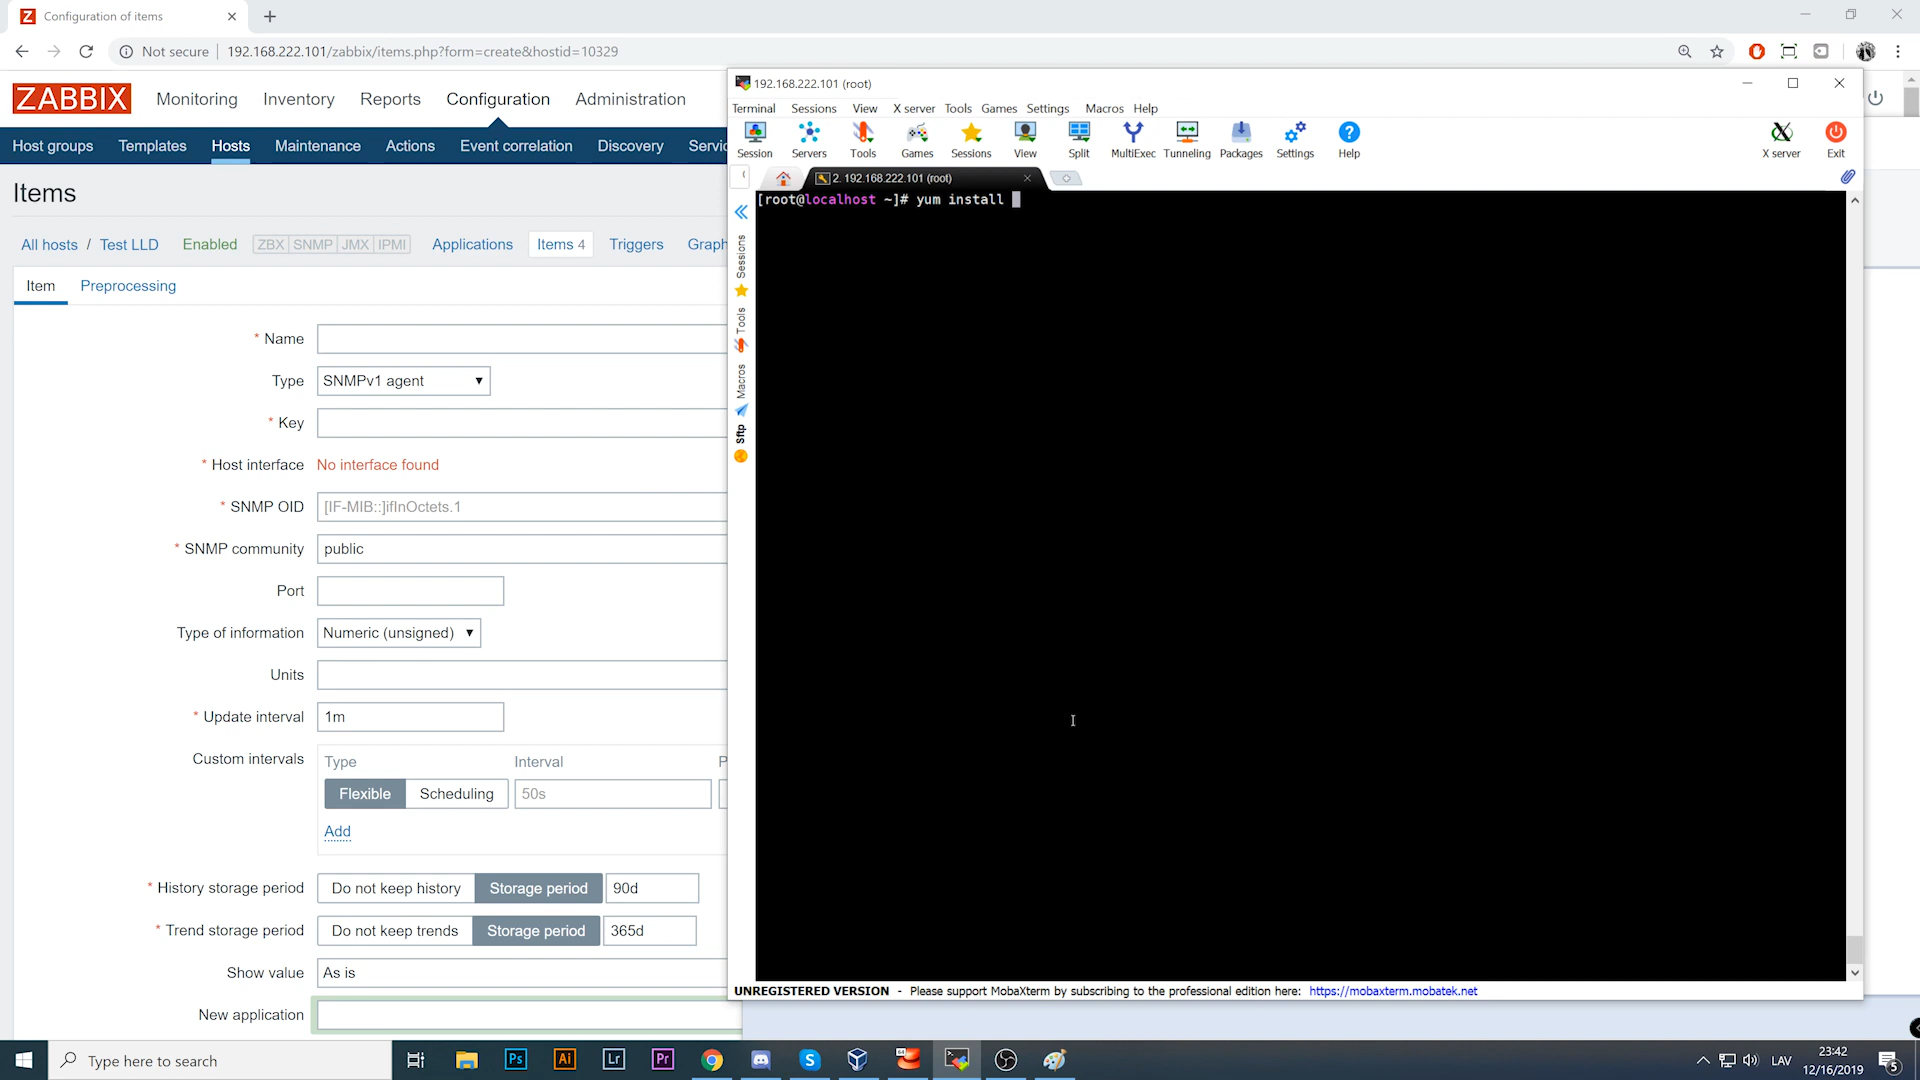 Configuration of items
Not secure
192.168.222.101/zabbix/items.php?form=create&hostid=10329
ZABBIX
Monitoring
Inventory
Reports
Configuration
Administration
Host groups
Templates
Hosts
Maintenance
Actions
Event correlation
Discovery
Servic
Items
All hosts / Test LLD
Enabled
ZBX SNMP JMX IPMI
Applications
Items 4
Triggers
Graph
Item
Preprocessing
* Name
Type
SNMPv1 agent
* Key
* Host interface
No interface found
* SNMP OID
[IF-MIB::]ifInOctets.1
* SNMP community
public
Port
Type of information
Numeric (unsigned)
Units
* Update interval
1m
Custom intervals
Type
Interval
P
Flexible
Scheduling
50s
Add
* History storage period
Do not keep history
Storage period
90d
* Trend storage period
Do not keep trends
Storage period
365d
Show value
As is
New application
192.168.222.101 (root)
Terminal
Sessions
View
X server
Tools
Games
Settings
Macros
Help
Session
Servers
Tools
Games
Sessions
View
Split
MultiExec
Tunneling
Packages
Settings
Help
X server
Exit
2. 192.168.222.101 (root)
[root@localhost ~]# yum install
Sessions
Tools
Macros
Sftp
UNREGISTERED VERSION - Please support MobaXterm by subscribing to the professional edition here: https://mobaxterm.mobatek.net
Type here to search
Ps
Ai
Lr
Pr
64
LAV
23:42
12/16/2019
5